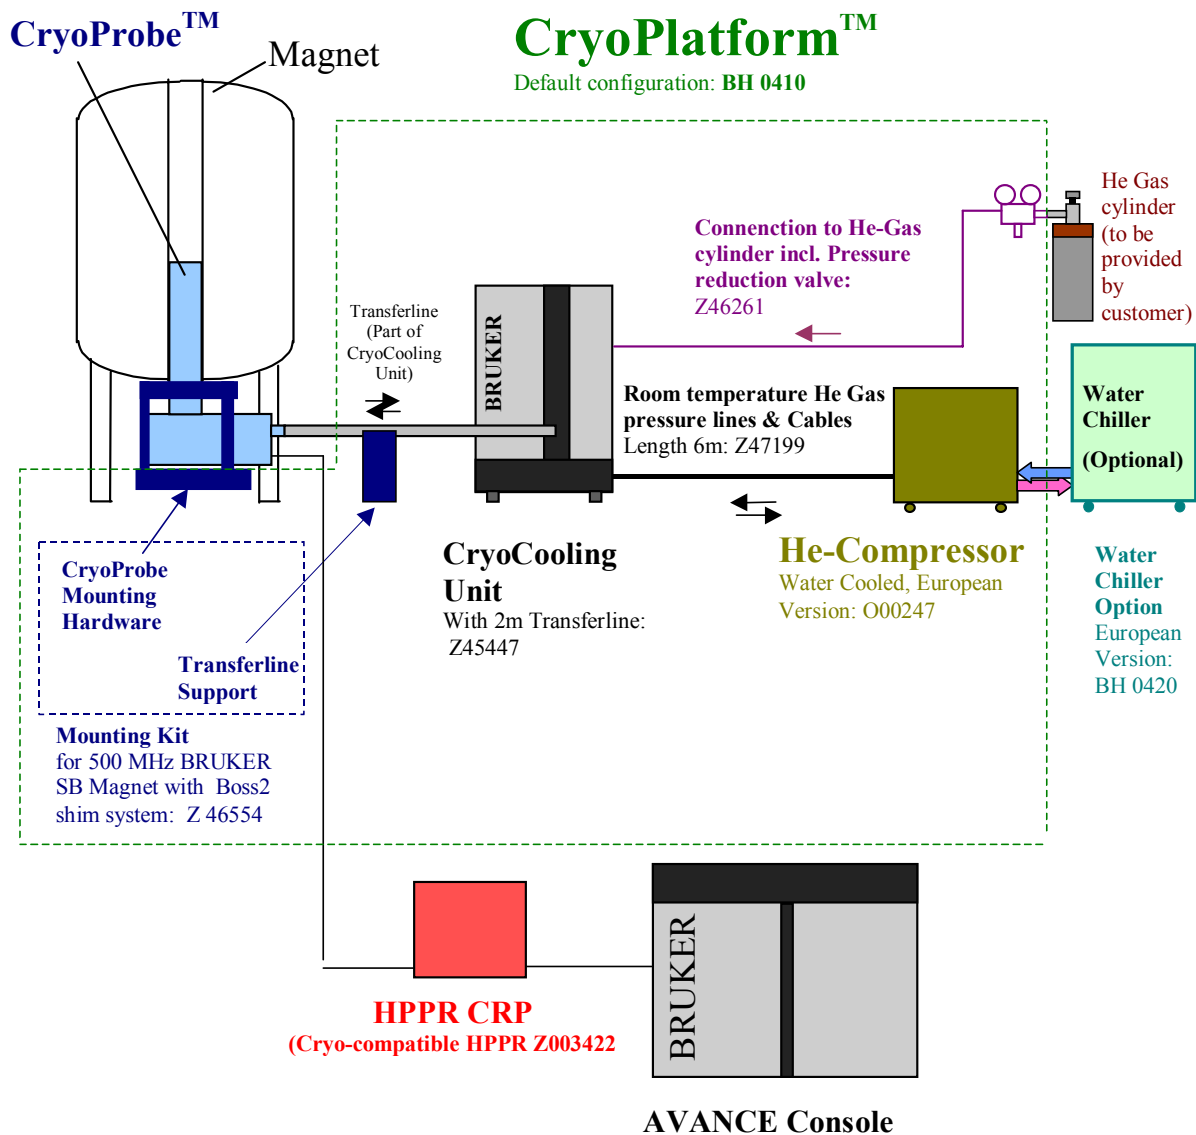 CryoProbe™
Magnet
CryoPlatform™
Default configuration: BH 0410
He Gas
cylinder
(to be
provided
by
customer)
Connenction to He-Gas
cylinder incl. Pressure
reduction valve:
Z46261
Transferline
(Part of
CryoCooling
Unit)
BRUKER
Room temperature He Gas
pressure lines & Cables
Length 6m: Z47199
Water
Chiller
(Optional)
CryoCooling
Unit
With 2m Transferline:
Z45447
He-Compressor
Water Cooled, European
Version: O00247
Water
Chiller
Option
European
Version:
BH 0420
CryoProbe
Mounting
Hardware
Transferline
Support
Mounting Kit
for 500 MHz BRUKER
SB Magnet with Boss2
shim system: Z 46554
HPPR CRP
(Cryo-compatible HPPR Z003422
BRUKER
AVANCE Console